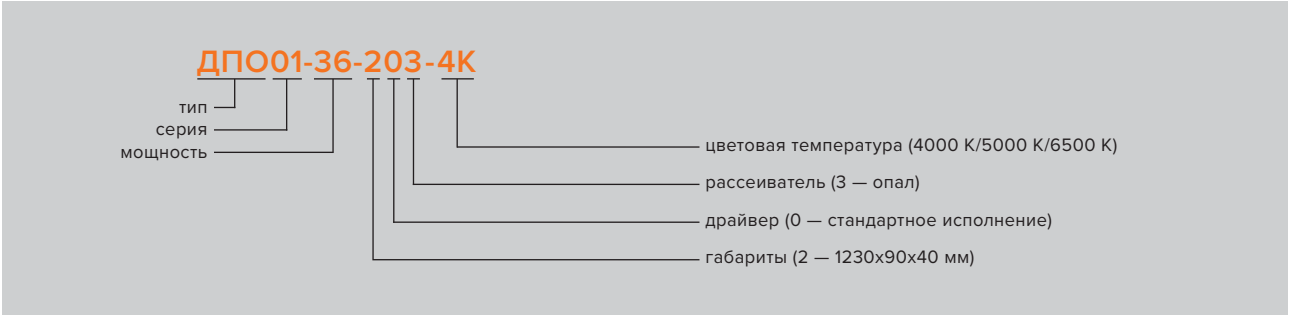 ДПО01-36-203-4К
тип
серия
мощность
цветовая температура (4000 К/5000 К/6500 К)
рассеиватель (3 — опал)
драйвер (0 — стандартное исполнение)
габариты (2 — 1230х90х40 мм)